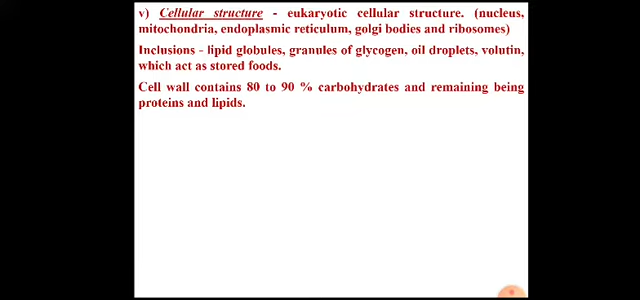 v) Cellular structure - eukaryotic cellular structure. (nucleus,
mitochondria, endoplasmic reticulum, golgi bodies and ribosomes)
Inclusions - lipid globules, granules of glycogen, oil droplets, volutin,
which act as stored foods.
Cell wall contains 80 to 90 % carbohydrates and remaining being
proteins and lipids.